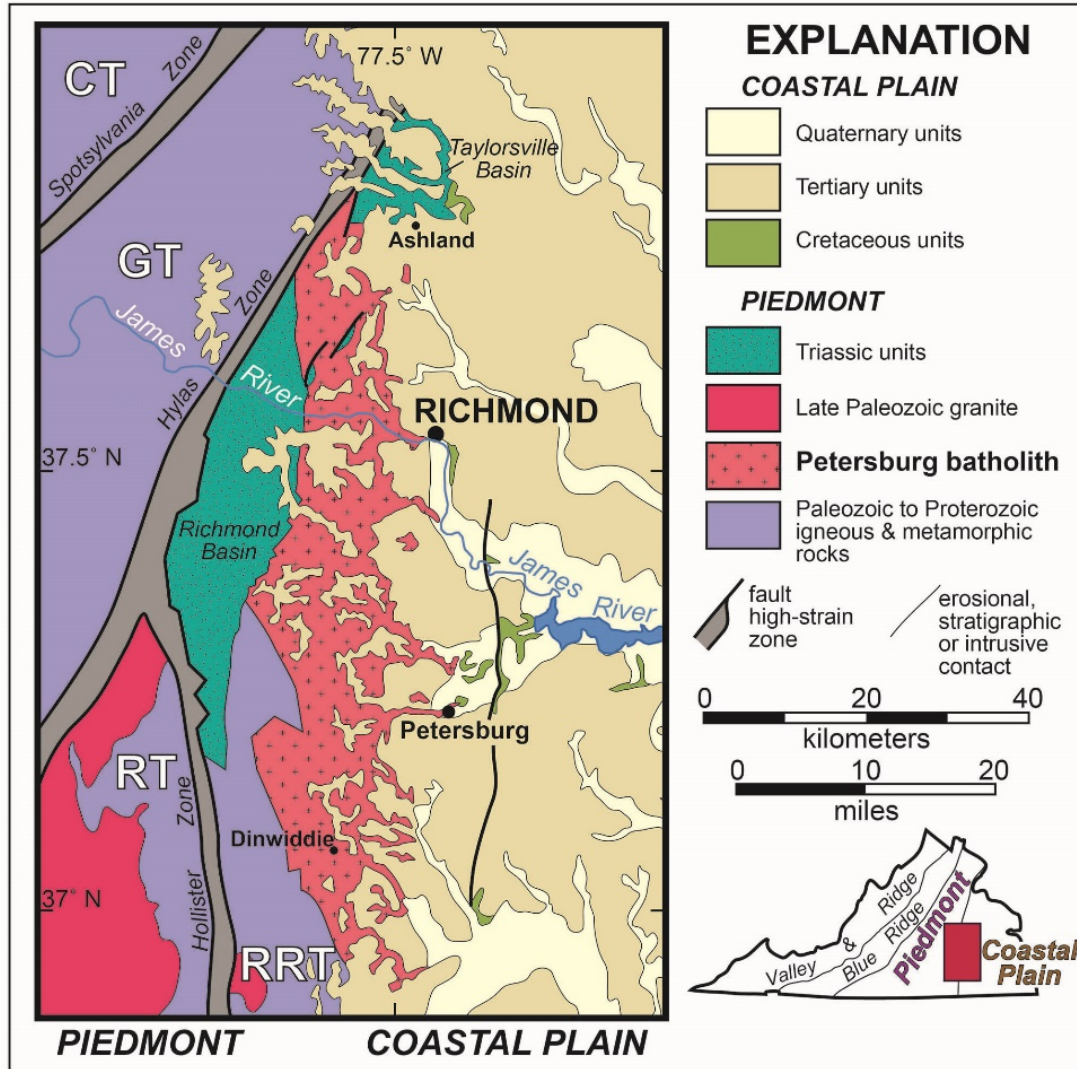 CT
Spotsylvania Zone
77.5° W
Taylorsville
Basin
Ashland
GT
Hylas Zone
James
River
RICHMOND
37.5° N
Richmond
Basin
James
River
Petersburg
RT
Hollister Zone
Dinwiddie
37° N
RRT
PIEDMONT
COASTAL PLAIN
EXPLANATION
COASTAL PLAIN
Quaternary units
Tertiary units
Cretaceous units
PIEDMONT
Triassic units
Late Paleozoic granite
Petersburg batholith
Paleozoic to Proterozoic
igneous & metamorphic
rocks
fault
high-strain
zone
erosional,
stratigraphic
or intrusive
contact
0 20 40
kilometers
0 10 20
miles
Valley & Ridge
Blue Ridge
Piedmont
Coastal
Plain